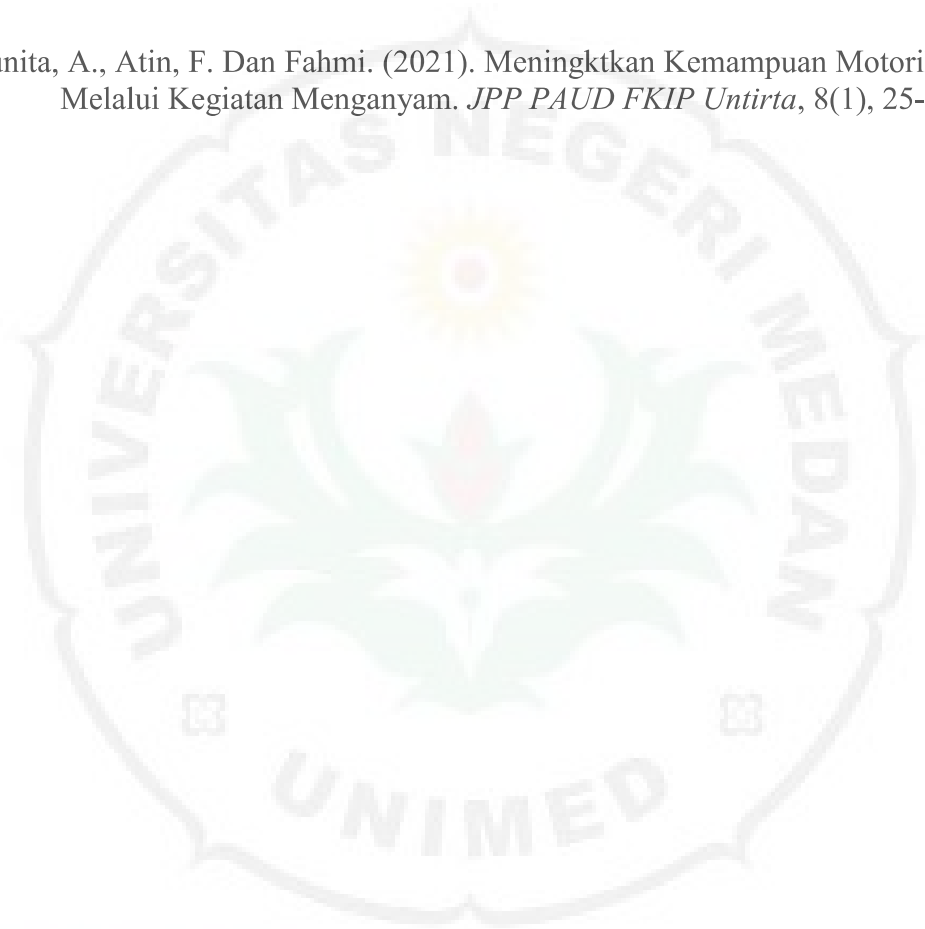 nita, A., Atin, F. Dan Fahmi. (2021). Meningktkan Kemampuan Motori
Melalui Kegiatan Menganyam. JPP PAUD FKIP Untirta, 8(1), 25-
UNIVERSITAS NEGERI MEDAN
UNIMED